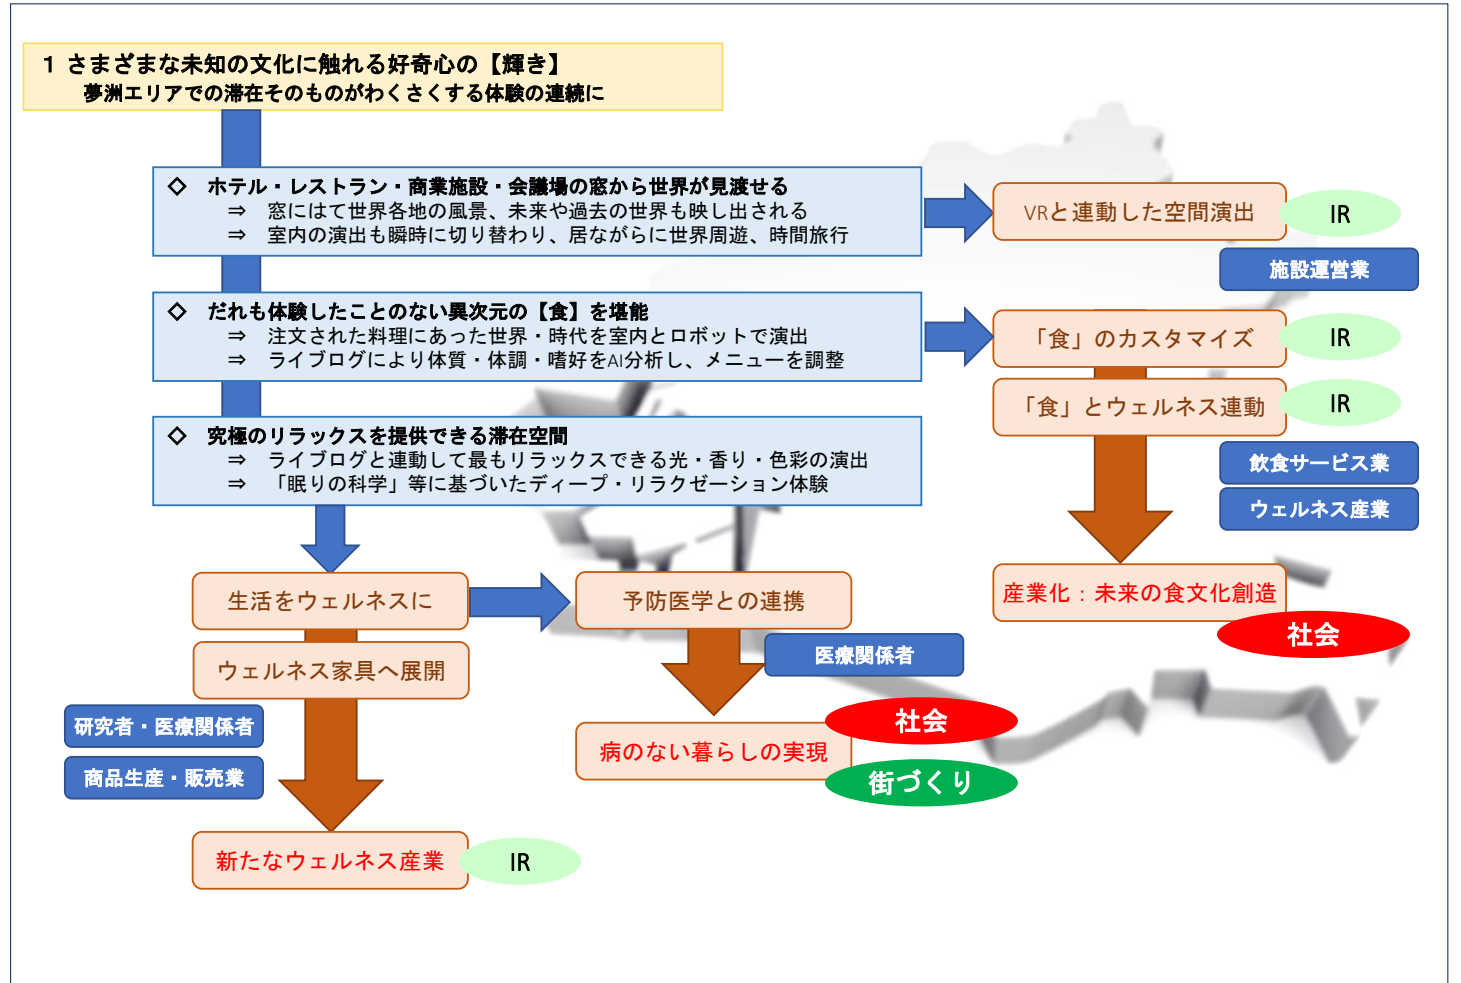 1 さまざまな未知の文化に触れる好奇心の【輝き】
夢洲エリアでの滞在そのものがわくさくする体験の連続に
◇ ホテル・レストラン・商業施設・会議場の窓から世界が見渡せる
⇒ 窓にはて世界各地の風景、未来や過去の世界も映し出される
⇒ 室内の演出も瞬時に切り替わり、居ながらに世界周遊、時間旅行
VRと連動した空間演出
IR
施設運営業
◇ だれも体験したことのない異次元の【食】を堪能
⇒ 注文された料理にあった世界・時代を室内とロボットで演出
⇒ ライブログにより体質・体調・嗜好をAI分析し、メニューを調整
「食」のカスタマイズ
IR
「食」とウェルネス連動
IR
飲食サービス業
ウェルネス産業
産業化：未来の食文化創造
社会
◇ 究極のリラックスを提供できる滞在空間
⇒ ライブログと連動して最もリラックスできる光・香り・色彩の演出
⇒ 「眠りの科学」等に基づいたディープ・リラクゼーション体験
生活をウェルネスに
予防医学との連携
ウェルネス家具へ展開
医療関係者
研究者・医療関係者
商品生産・販売業
社会
病のない暮らしの実現
街づくり
新たなウェルネス産業
IR